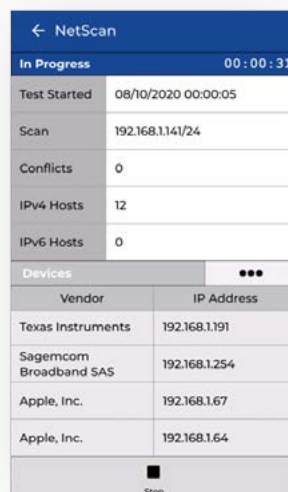 ← NetScan
In Progress 00:00:31
Test Started 08/10/2020 00:00:05
Scan 192.168.1.141/24
Conflicts 0
IPv4 Hosts 12
IPv6 Hosts 0
Devices •••
Vendor IP Address
Texas Instruments 192.168.1.191
Sagemcom
Broadband SAS 192.168.1.254
Apple, Inc. 192.168.1.67
Apple, Inc. 192.168.1.64
Stop